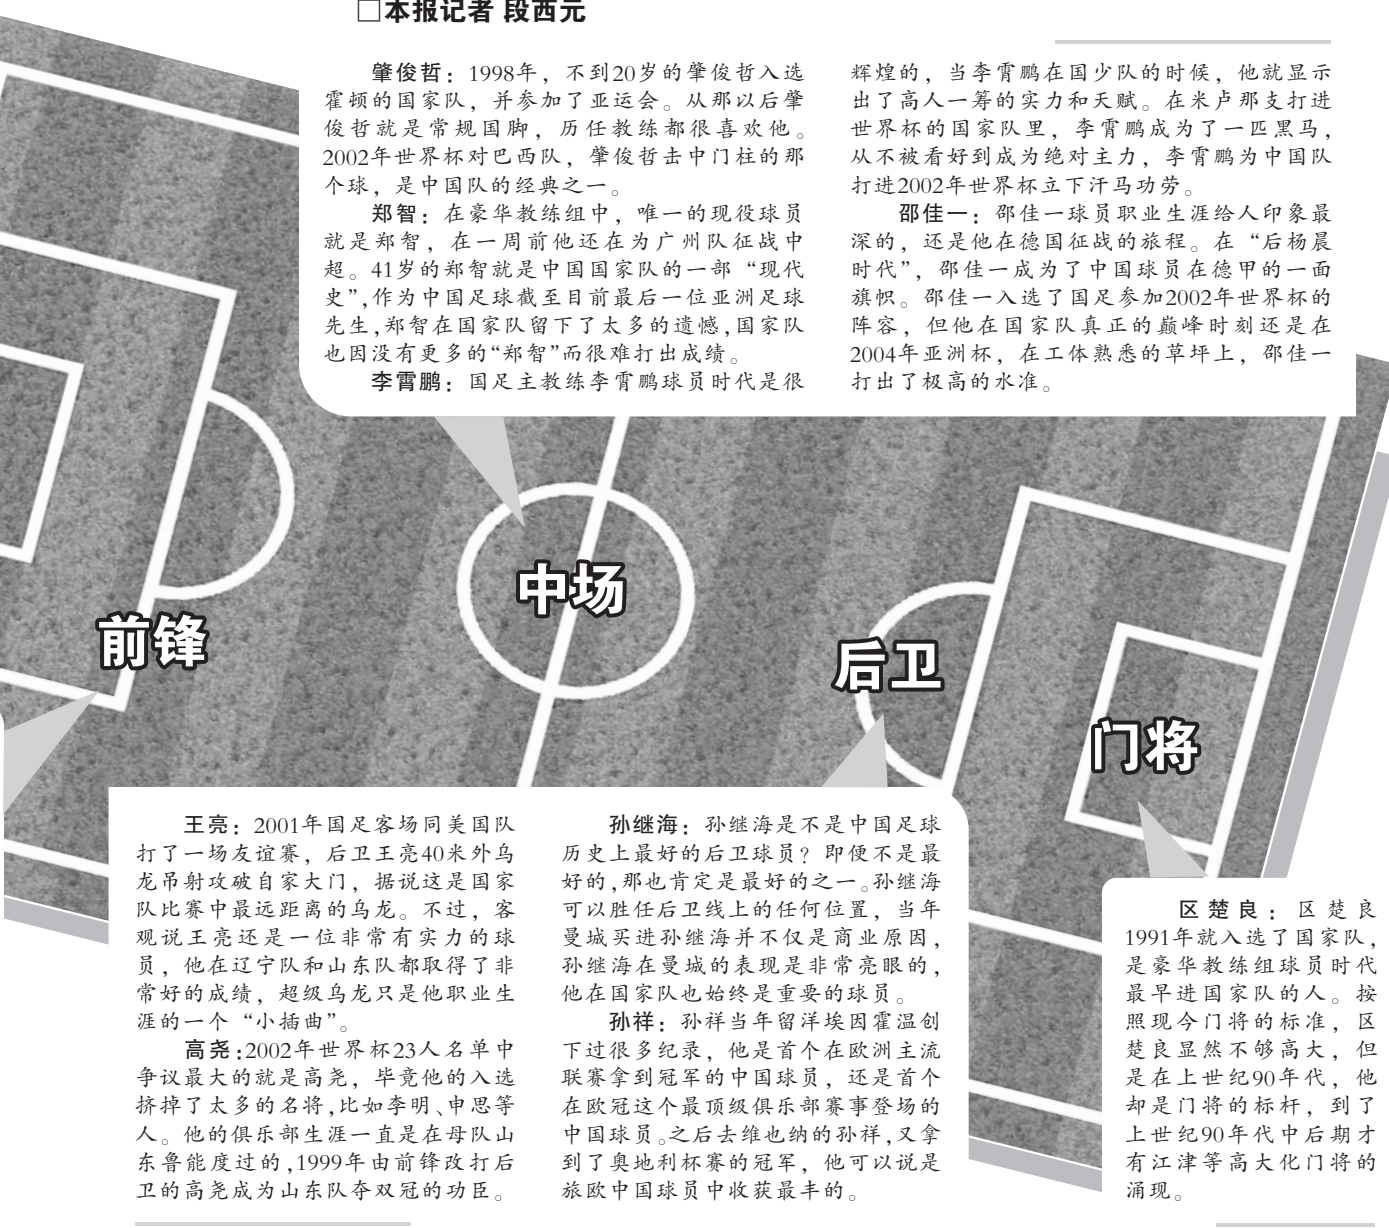 □本报记者 段西元
肇俊哲：1998年，不到20岁的肇俊哲入选
霍顿的国家队，并参加了亚运会。从那以后肇
俊哲就是常规国脚，历任教练都很喜欢他。
2002年世界杯对巴西队，肇俊哲击中门柱的那
个球，是中国队的经典之一。
郑智：在豪华教练组中，唯一的现役球员
就是郑智，在一周前他还在为广州队征战中
超。41岁的郑智就是中国国家队的一部“现代
史”，作为中国足球截至目前最后一位亚洲足球
先生，郑智在国家队留下了太多的遗憾，国家队
也因没有更多的“郑智”而很难打出成绩。
李霄鹏：国足主教练李霄鹏球员时代是很
辉煌的，当李霄鹏在国少队的时候，他就显示
出了高人一筹的实力和天赋。在米卢那支打进
世界杯的国家队里，李霄鹏成为了一匹黑马，
从不被看好到成为绝对主力，李霄鹏为中国队
打进2002年世界杯立下汗马功劳。
邵佳一：邵佳一球员职业生涯给人印象最
深的，还是他在德国征战的旅程。在“后杨晨
时代”，邵佳一成为了中国球员在德甲的一面
旗帜。邵佳一入选了国足参加2002年世界杯的
阵容，但他在国家队真正的巅峰时刻还是在
2004年亚洲杯，在工体熟悉的草坪上，邵佳一
打出了极高的水准。
中场
前锋
后卫
门将
王亮：2001年国足客场同美国队
打了一场友谊赛，后卫王亮40米外乌
龙吊射攻破自家大门，据说这是国家
队比赛中最远距离的乌龙。不过，客
观说王亮还是一位非常有实力的球
员，他在辽宁队和山东队都取得了非
常好的成绩，超级乌龙只是他职业生
涯的一个“小插曲”。
高尧：2002年世界杯23人名单中
争议最大的就是高尧，毕竟他的入选
挤掉了太多的名将，比如李明、申思等
人。他的俱乐部生涯一直是在母队山
东鲁能度过的，1999年由前锋改打后
卫的高尧成为山东队夺双冠的功臣。
孙继海：孙继海是不是中国足球
历史上最好的后卫球员？即便不是最
好的，那也肯定是最好的之一。孙继海
可以胜任后卫线上的任何位置，当年
曼城买进孙继海并不仅是商业原因，
孙继海在曼城的表现是非常亮眼的，
他在国家队也始终是重要的球员。
孙祥：孙祥当年留洋埃因霍温创
下过很多纪录，他是首个在欧洲主流
联赛拿到冠军的中国球员，还是首个
在欧冠这个最顶级俱乐部赛事登场的
中国球员。之后去维也纳的孙祥，又拿
到了奥地利杯赛的冠军，他可以说是
旅欧中国球员中收获最丰的。
区楚良：区楚良
1991年就入选了国家队，
是豪华教练组球员时代
最早进国家队的人。按
照现今门将的标准，区
楚良显然不够高大，但
是在上世纪90年代，他
却是门将的标杆，到了
上世纪90年代中后期才
有江津等高大化门将的
涌现。